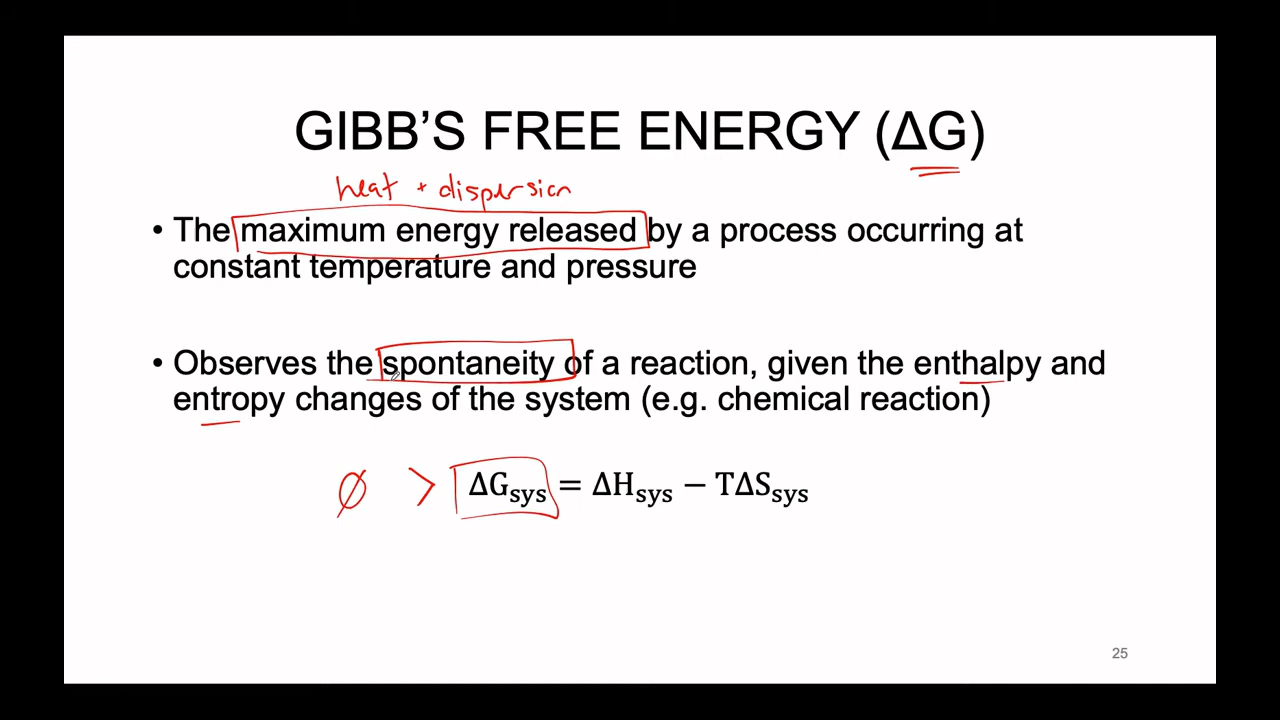 GIBB’S FREE ENERGY (ΔG)
heat + dispersion
• The maximum energy released by a process occurring at
constant temperature and pressure
• Observes the spontaneity of a reaction, given the enthalpy and
entropy changes of the system (e.g. chemical reaction)
∅ > ΔGsys = ΔHsys − TΔSsys
25